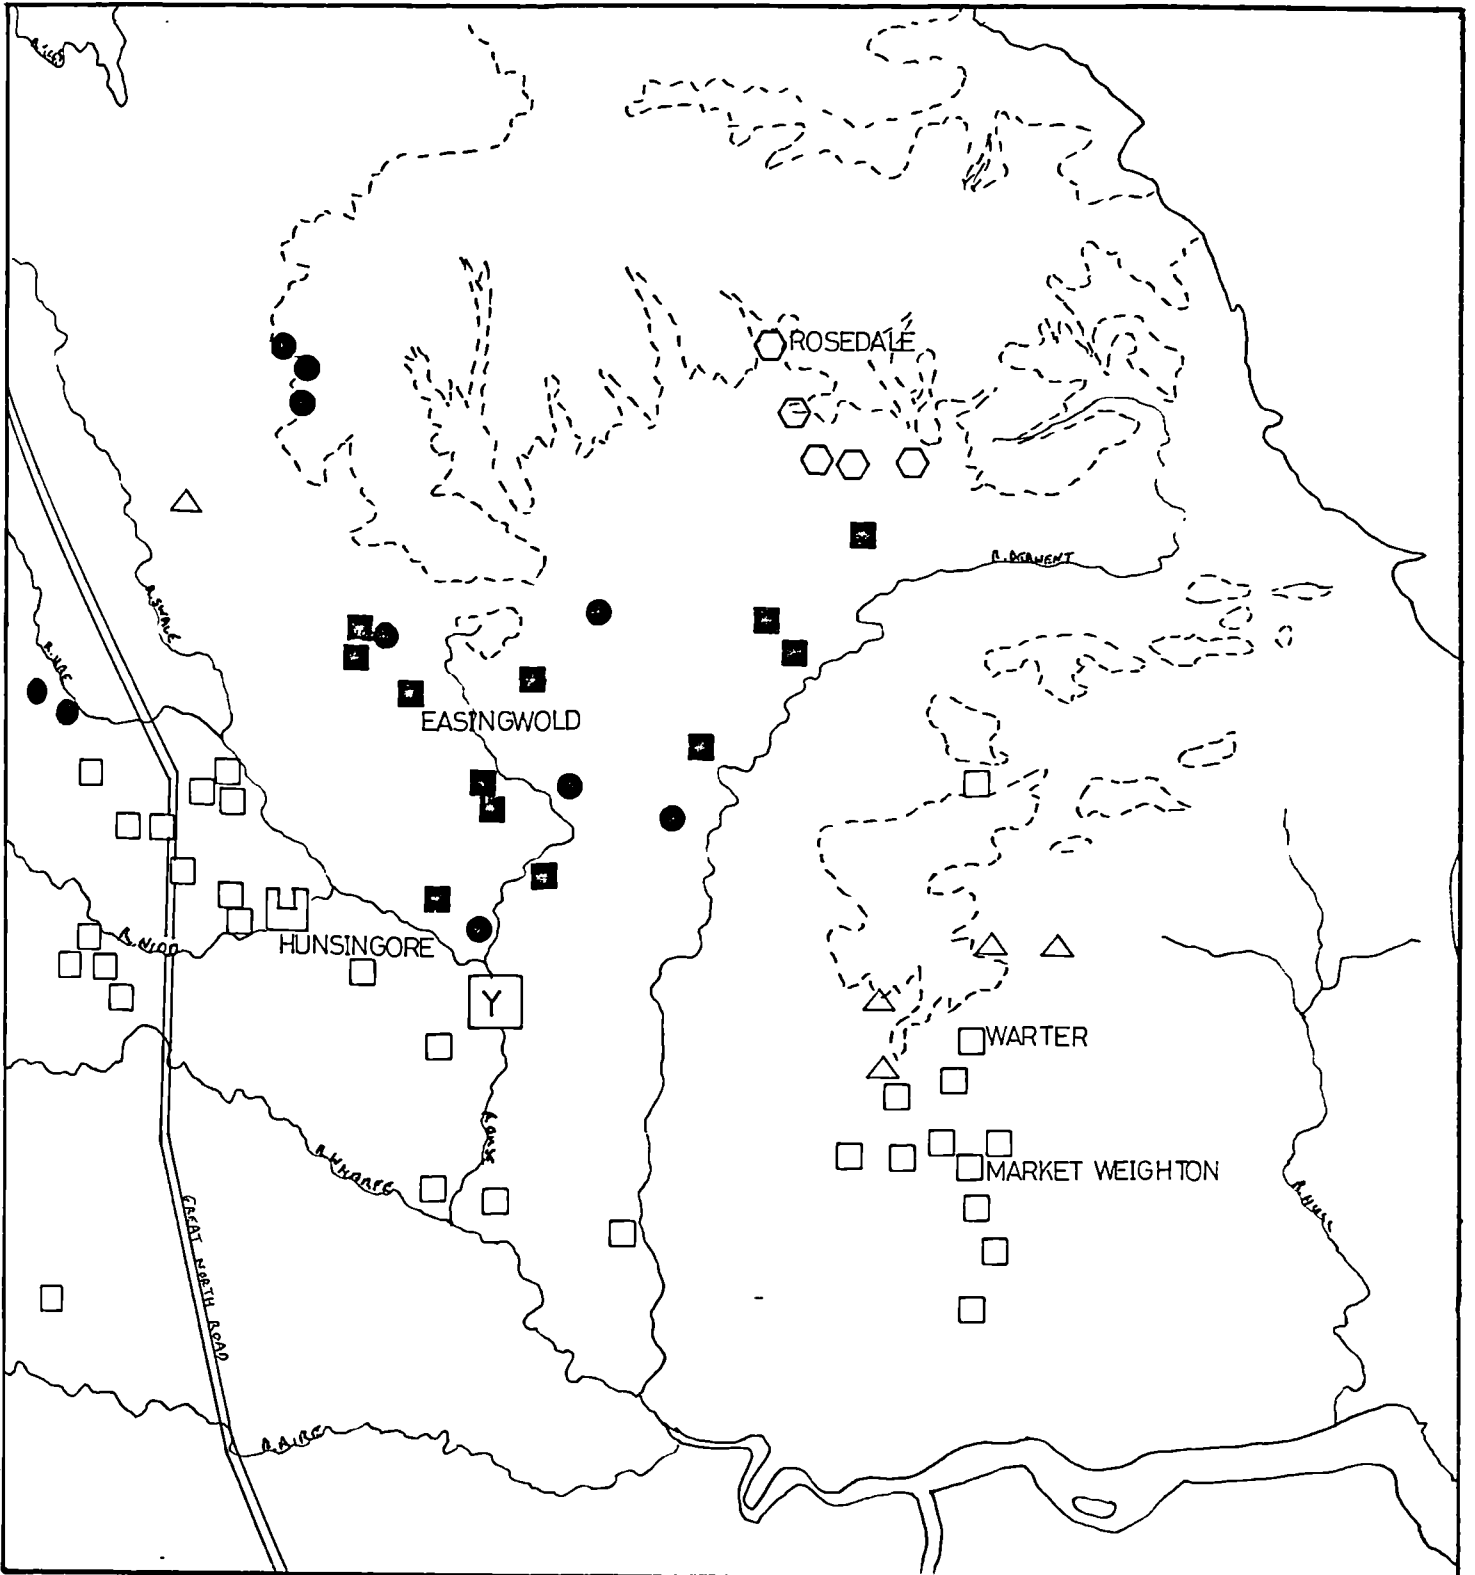 ROSEDALE
R. DERWENT
R. SWALE
R. URE
EASINGWOLD
R. NIDD
HUNSINGORE
Y
WARTER
R. OUSE
R. WHARFE
MARKET WEIGHTON
R. HULL
GREAT NORTH ROAD
R. AIRE